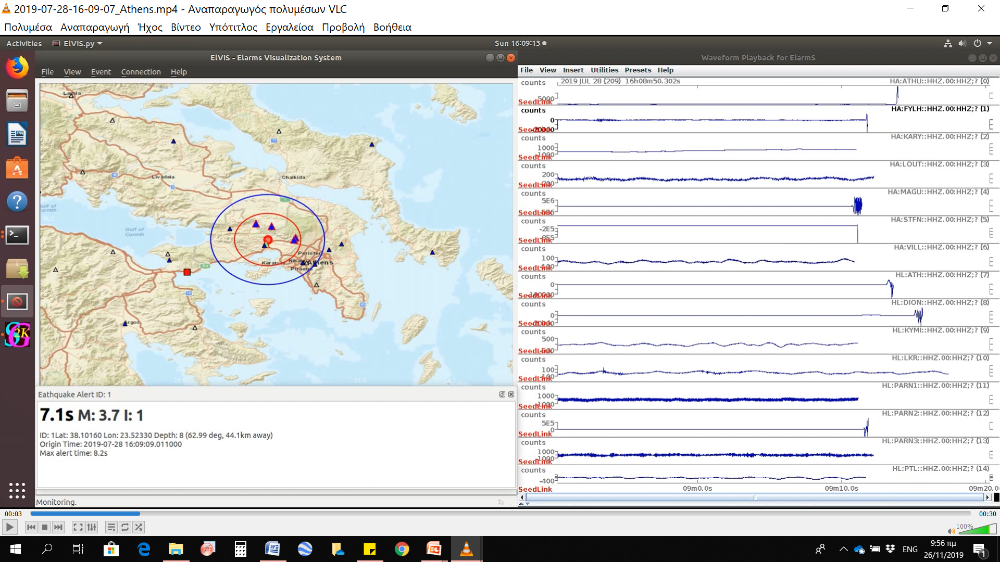 2019-07-28-16-09-07_Athens.mp4 - Αναπαραγωγός πολυμέσων VLC
Πολυμέσα Αναπαραγωγή Ήχος Βίντεο Υπότιτλος Εργαλείοα Προβολή Βοήθεια
Activities ElViS.py Sun 16:09:13
ElViS - Elarms Visualization System
File View Event Connection Help
Lamia
Livadeia
Chalkida
77
Gulf of
Corinth
Gulf of
Corinth
Peristeri
Keratsini Nikaia Athens
Piraeus
8a
10
Argos
Eathquake Alert ID: 1
7.1s M: 3.7 I: 1
ID: 1Lat: 38.10160 Lon: 23.52330 Depth: 8 (62.99 deg, 44.1km away)
Origin Time: 2019-07-28 16:09:09.011000
Max alert time: 8.2s
Monitoring.
Waveform Playback for ElarmS
File View Insert Utilities Presets Help
counts 2019 JUL 28 (209) 16h08m50.302s HA:ATHU::HHZ.00:HHZ;? (0)
5000
SeedLink
counts HA:FYLH::HHZ.00:HHZ;? (1)
0
SeedLink
counts HA:KARY::HHZ.00:HHZ;? (2)
1000
1000
SeedLink
counts HA:LOUT::HHZ.00:HHZ;? (3)
200
200
SeedLink
counts HA:MAGU::HHZ.00:HHZ;? (4)
5E6
SeedLink
counts HA:STFN::HHZ.00:HHZ;? (5)
-2E5
SeedLink
counts HA:VILL::HHZ.00:HHZ;? (6)
100
100
SeedLink
counts HL:ATH::HHZ.00:HHZ;? (7)
0
SeedLink
counts HL:DION::HHZ.00:HHZ;? (8)
0
SeedLink
counts HL:KYMI::HHZ.00:HHZ;? (9)
500
SeedLink
counts HL:LKR::HHZ.00:HHZ;? (10)
100
100
SeedLink
counts HL:PARN1::HHZ.00:HHZ;? (11)
1000
1000
SeedLink
counts HL:PARN2::HHZ.00:HHZ;? (12)
5E5
0
SeedLink
counts HL:PARN3::HHZ.00:HHZ;? (13)
1000
1000
SeedLink
counts HL:PTL::HHZ.00:HHZ;? (14)
-400
SeedLink 09m0.0s 09m10.0s 09m20.0
00:03 00:30
100%
ENG 9:56 πμ
26/11/2019 1